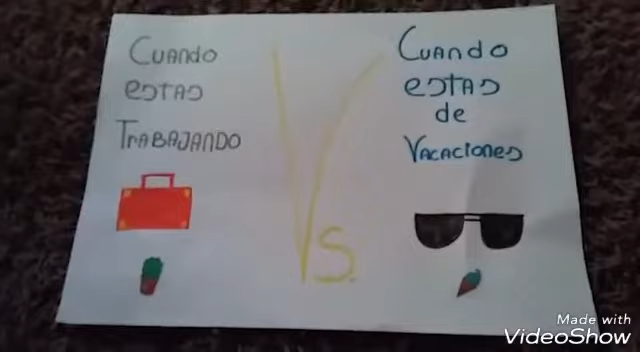 Cuando
estas
Trabajando
Vs.
Cuando
estas
de
Vacaciones
Made with
VideoShow